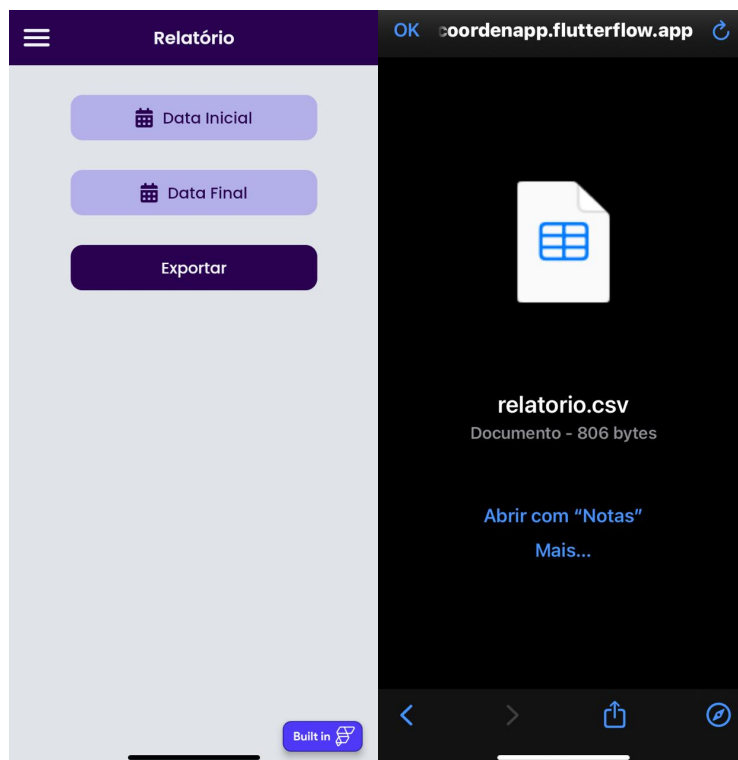 Relatório
Data Inicial
Data Final
Exportar
Built in
OK coordenapp.flutterflow.app
relatorio.csv
Documento - 806 bytes
Abrir com “Notas”
Mais...